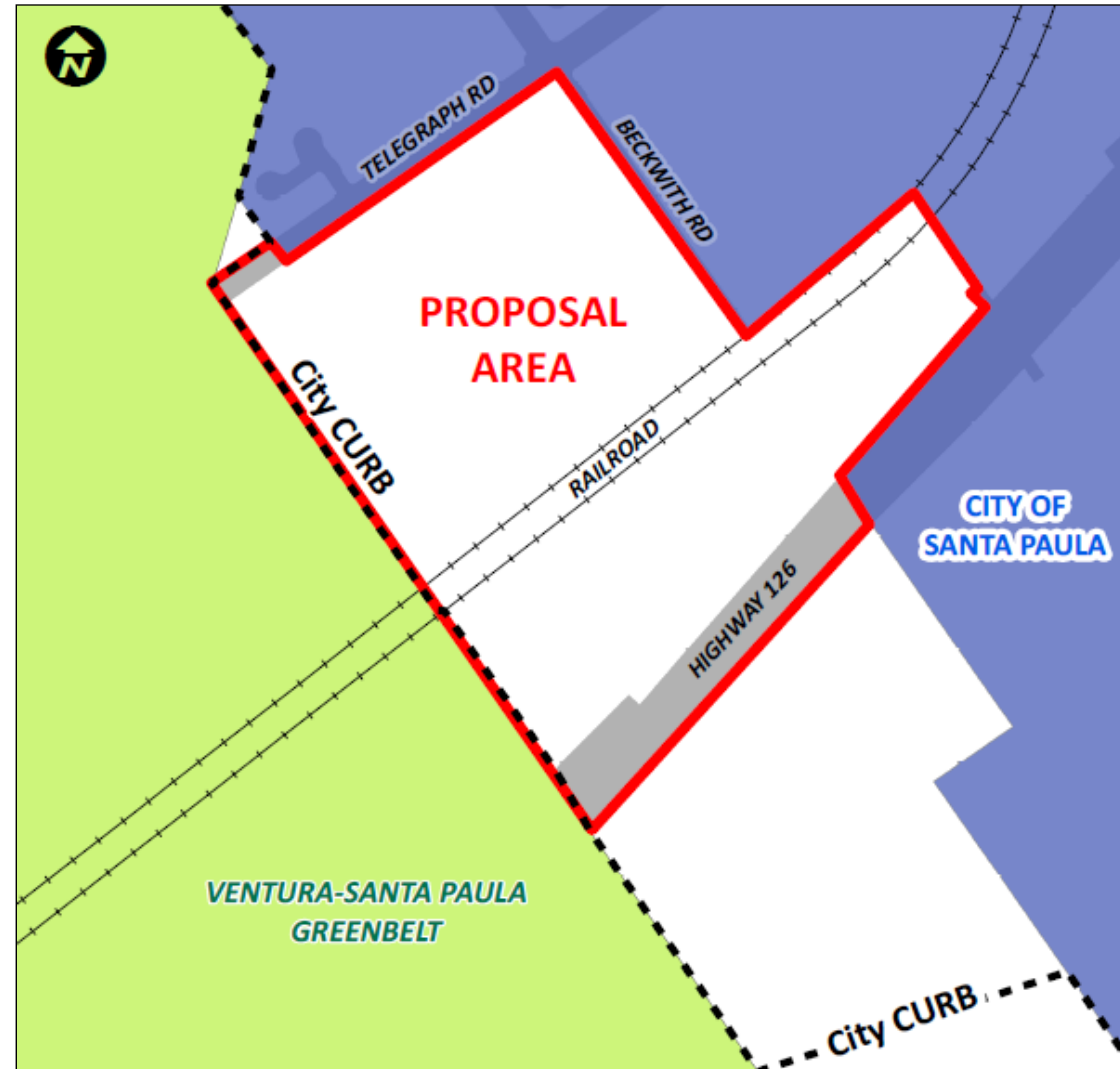 N
TELEGRAPH RD
BECKWITH RD
PROPOSAL
AREA
City CURB
RAILROAD
CITY OF
SANTA PAULA
HIGHWAY 126
VENTURA-SANTA PAULA
GREENBELT
City CURB